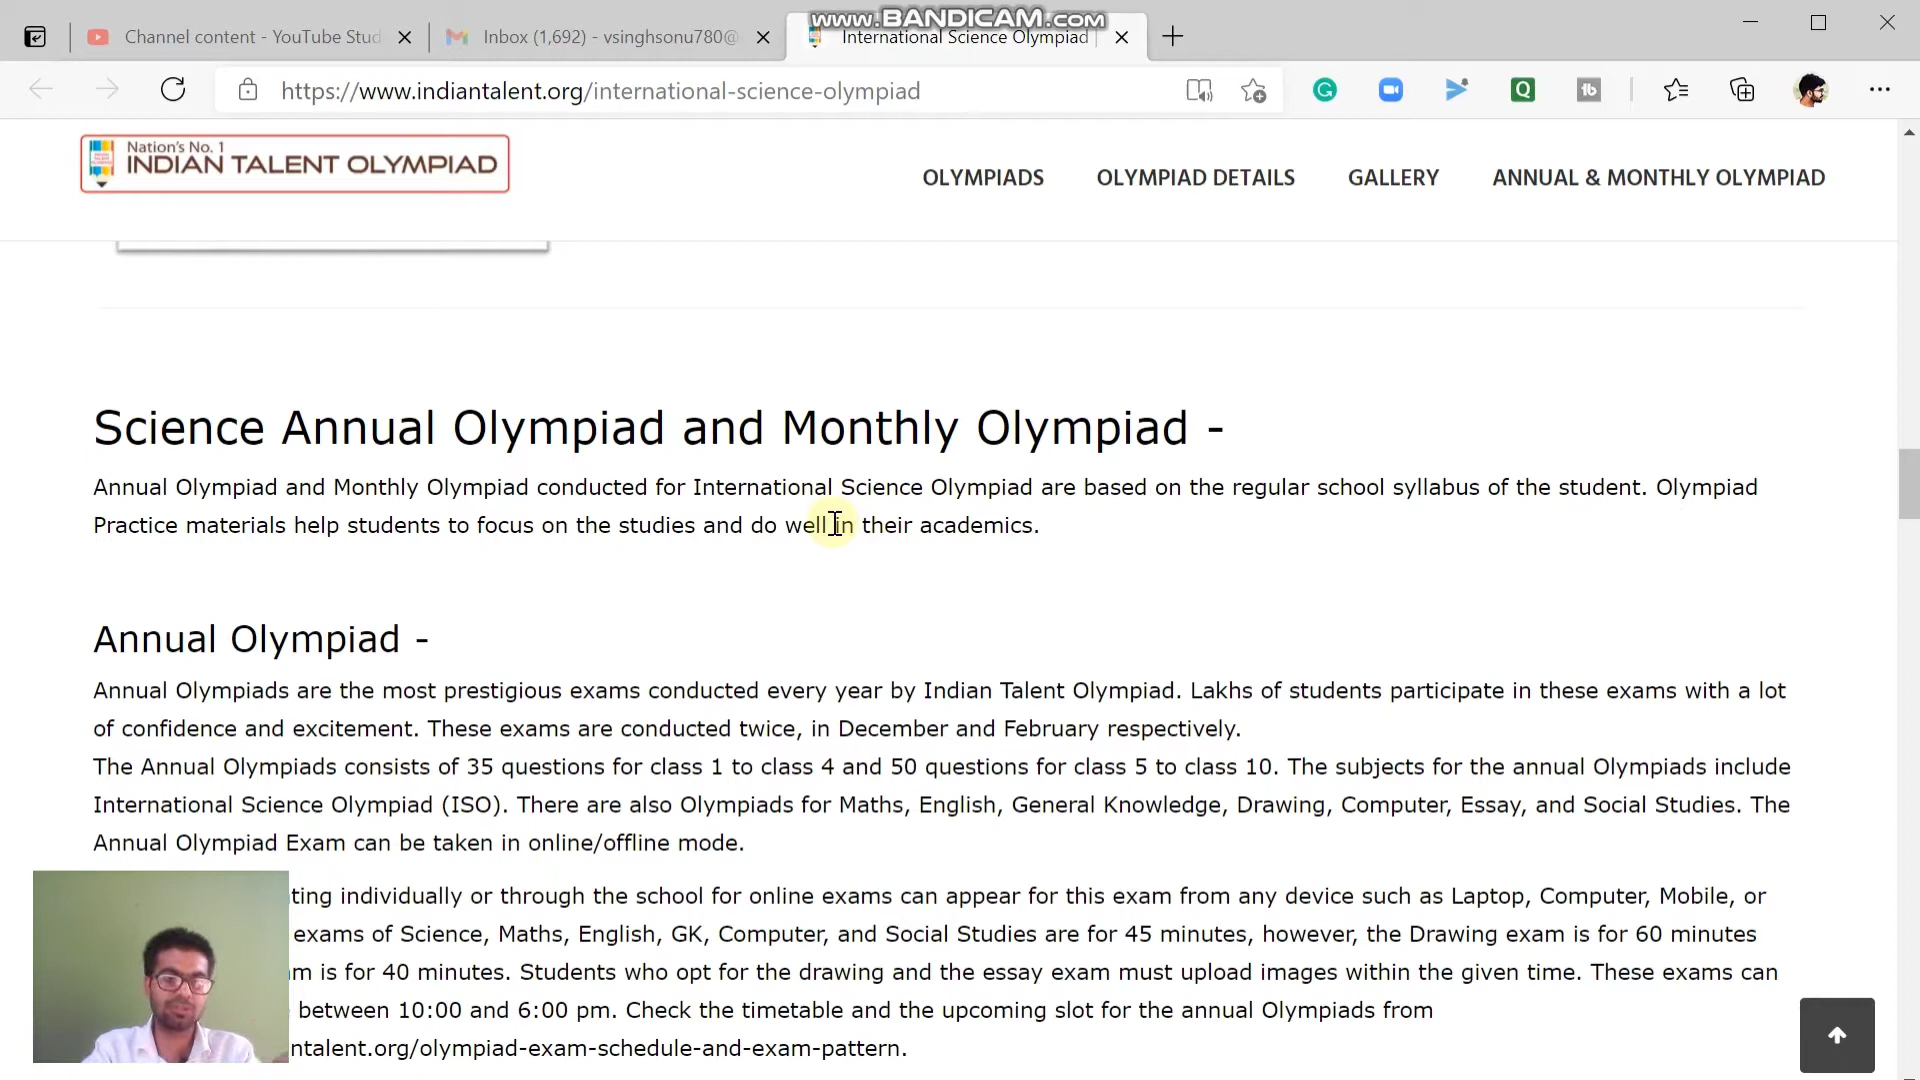 www.BANDICAM.com
Channel content - YouTube Stud
Inbox (1,692) - vsinghsonu780@
International Science Olympiad
https://www.indiantalent.org/international-science-olympiad
Nation's No. 1
INDIAN TALENT OLYMPIAD
OLYMPIADS
OLYMPIAD DETAILS
GALLERY
ANNUAL & MONTHLY OLYMPIAD
Science Annual Olympiad and Monthly Olympiad -
Annual Olympiad and Monthly Olympiad conducted for International Science Olympiad are based on the regular school syllabus of the student. Olympiad
Practice materials help students to focus on the studies and do well in their academics.
Annual Olympiad -
Annual Olympiads are the most prestigious exams conducted every year by Indian Talent Olympiad. Lakhs of students participate in these exams with a lot
of confidence and excitement. These exams are conducted twice, in December and February respectively.
The Annual Olympiads consists of 35 questions for class 1 to class 4 and 50 questions for class 5 to class 10. The subjects for the annual Olympiads include
International Science Olympiad (ISO). There are also Olympiads for Maths, English, General Knowledge, Drawing, Computer, Essay, and Social Studies. The
Annual Olympiad Exam can be taken in online/offline mode.
ting individually or through the school for online exams can appear for this exam from any device such as Laptop, Computer, Mobile, or
exams of Science, Maths, English, GK, Computer, and Social Studies are for 45 minutes, however, the Drawing exam is for 60 minutes
m is for 40 minutes. Students who opt for the drawing and the essay exam must upload images within the given time. These exams can
between 10:00 and 6:00 pm. Check the timetable and the upcoming slot for the annual Olympiads from
ntalent.org/olympiad-exam-schedule-and-exam-pattern.